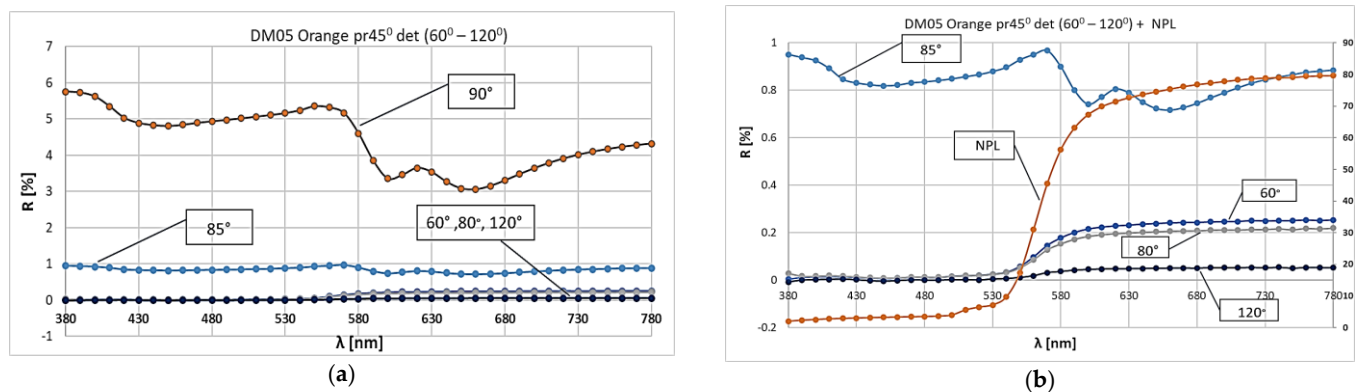 DM05 Orange pr45⁰ det (60⁰ – 120⁰)
7
6
5
4
3
2
1
0
-1
R [%]
90°
85°
60° ,80°, 120°
380 430 480 530 580 630 680 730 780
λ [nm]
(a)
DM05 Orange pr45⁰ det (60⁰ – 120⁰) + NPL
1
0.8
0.6
0.4
0.2
0
-0.2
R [%]
90
80
70
60
50
40
30
20
10
0
85°
NPL
60°
80°
120°
380 430 480 530 580 630 680 730 780
λ [nm]
(b)